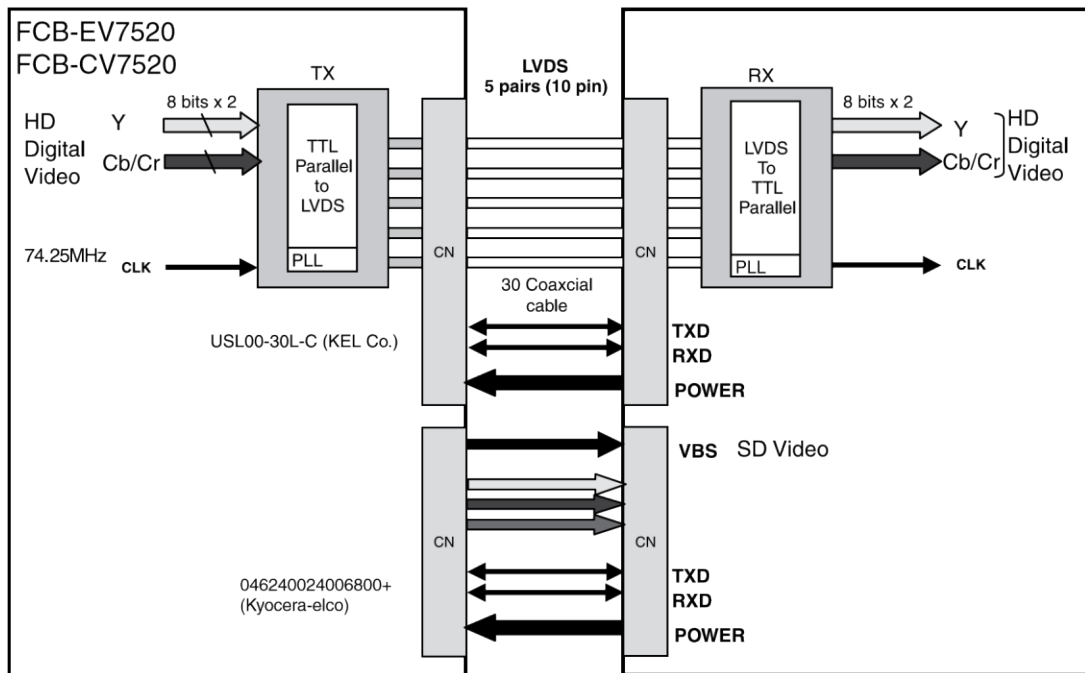 FCB-EV7520
FCB-CV7520
TX
8 bits x 2
HD
Digital
Video
Y
Cb/Cr
TTL
Parallel
to
LVDS
PLL
74.25MHz
CLK
CN
USL00-30L-C (KEL Co.)
LVDS
5 pairs (10 pin)
30 Coaxcial
cable
CN
RX
LVDS
To
TTL
Parallel
PLL
8 bits x 2
Y
Cb/Cr
HD
Digital
Video
CLK
TXD
RXD
POWER
CN
046240024006800+
(Kyocera-elco)
CN
VBS SD Video
TXD
RXD
POWER